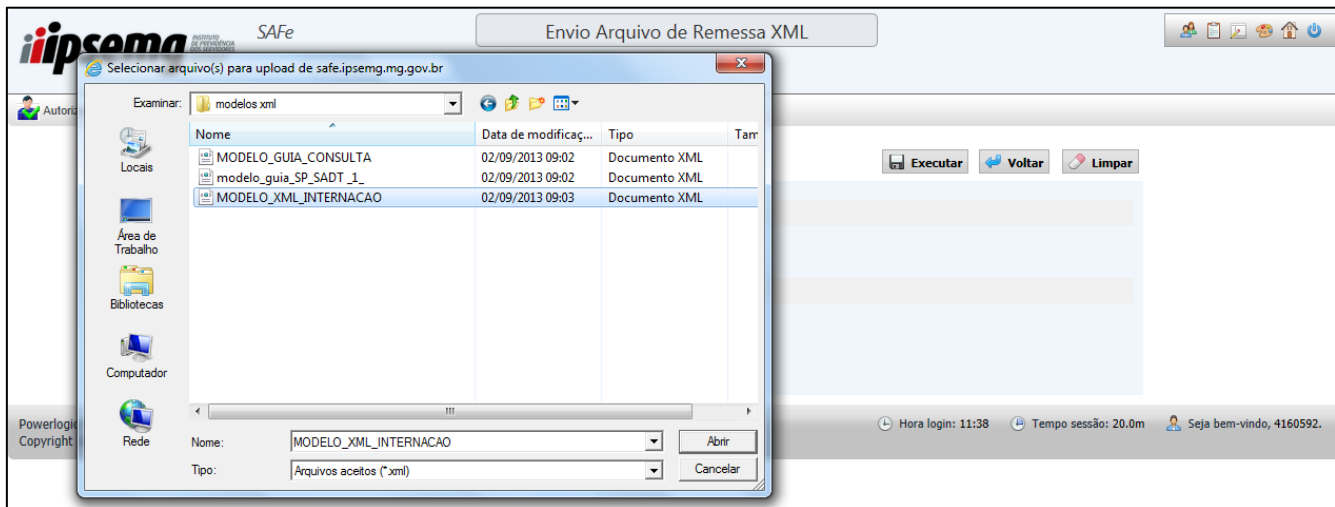 iiipsemg INSTITUTO DE PREVIDÊNCIA DOS SERVIDORES
SAFe
Envio Arquivo de Remessa XML
Selecionar arquivo(s) para upload de safe.ipsemg.mg.gov.br
x
Autoriz
Examinar: modelos xml
Nome Data de modificaç... Tipo Tam
MODELO_GUIA_CONSULTA 02/09/2013 09:02 Documento XML
modelo_guia_SP_SADT _1_ 02/09/2013 09:02 Documento XML
MODELO_XML_INTERNACAO 02/09/2013 09:03 Documento XML
Locais
Área de
Trabalho
Bibliotecas
Computador
Rede
Executar Voltar Limpar
Nome: MODELO_XML_INTERNACAO Abrir
Tipo: Arquivos aceitos (*.xml) Cancelar
Powerlogic
Copyright
Hora login: 11:38 Tempo sessão: 20.0m Seja bem-vindo, 4160592.